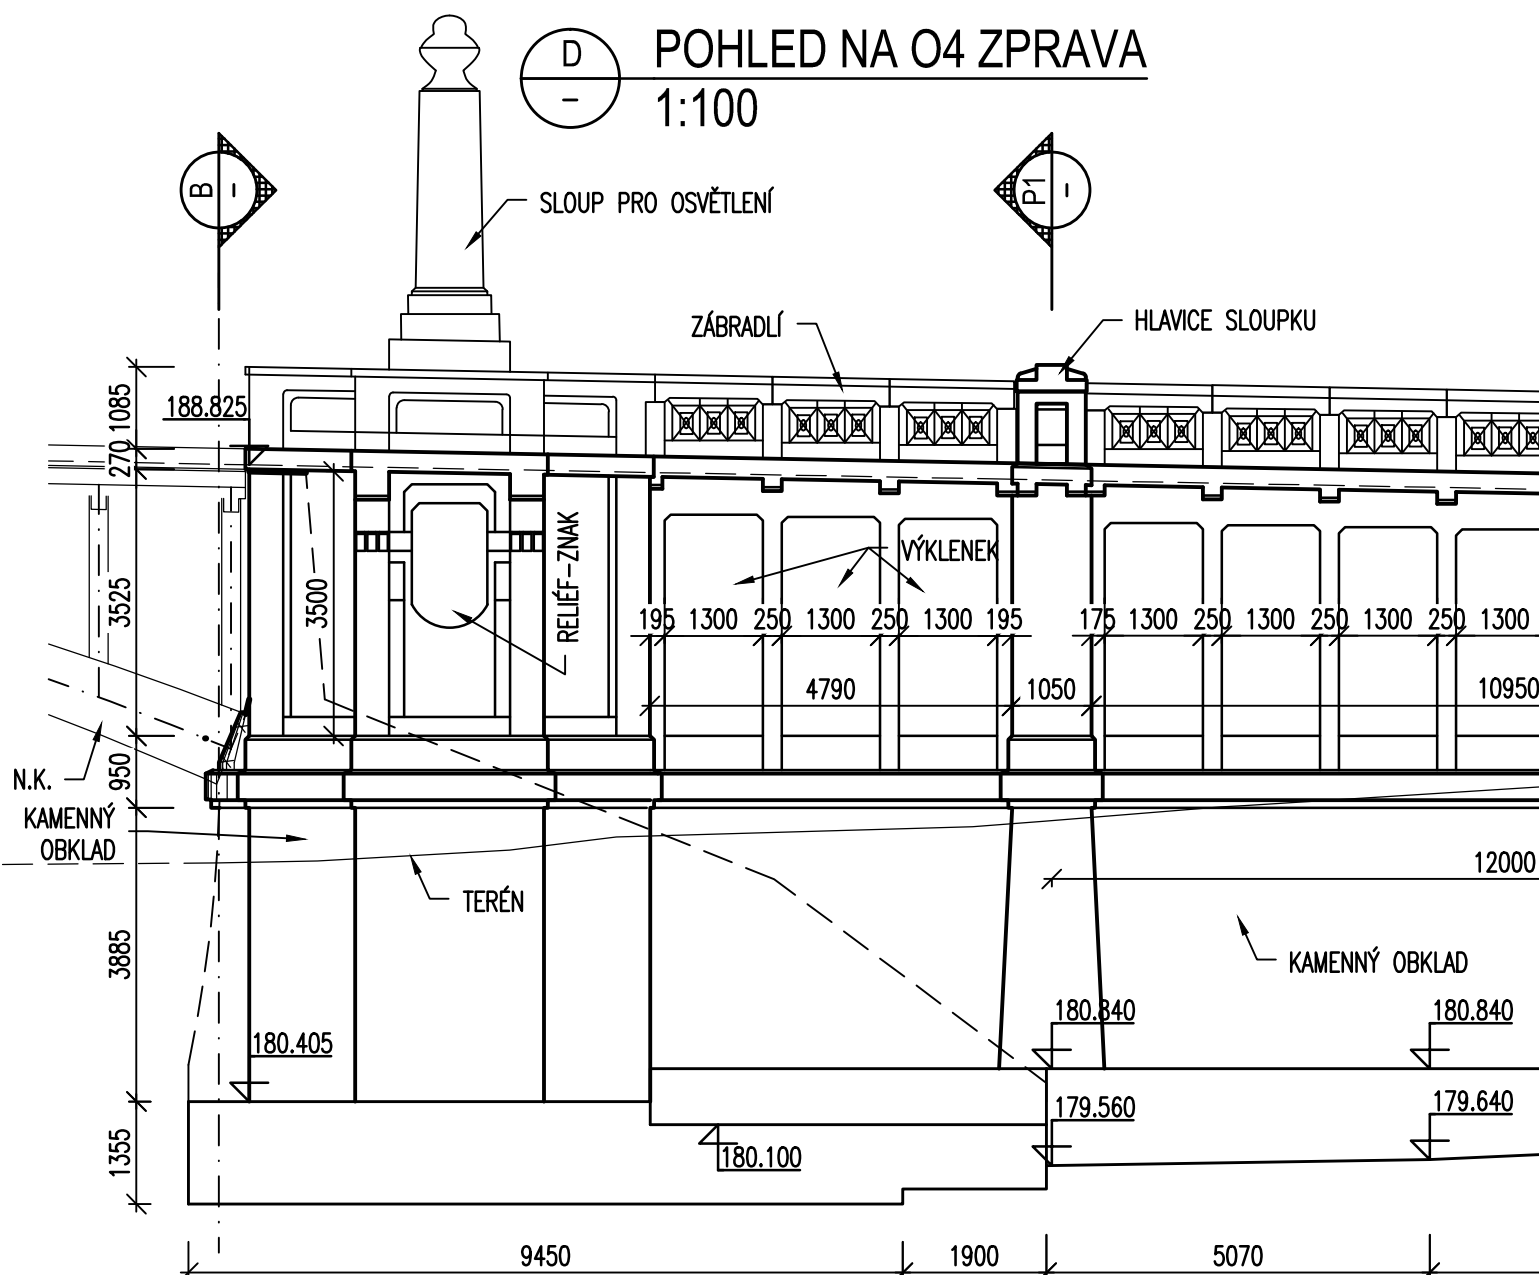 D
–
POHLED NA O4 ZPRAVA
1:100
B
–
P1
–
SLOUP PRO OSVĚTLENÍ
ZÁBRADLÍ
HLAVICE SLOUPKU
188.825
1085
270
3525
950
3885
1355
3500
RELIÉF-ZNAK
VÝKLENEK
195 1300 250 1300 250 1300 195
175 1300 250 1300 250 1300 250 1300
4790
1050
10950
N.K.
KAMENNÝ
OBKLAD
TERÉN
12000
KAMENNÝ OBKLAD
180.405
180.840
180.840
179.560
179.640
180.100
9450
1900
5070